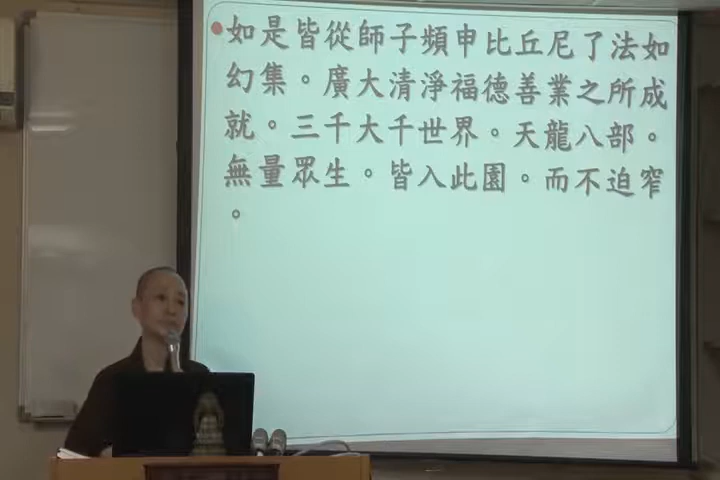 如是皆從師子頻申比丘尼了法如
幻集。廣大清淨福德善業之所成
就。三千大千世界。天龍八部。
無量眾生。皆入此園。而不迫窄
。